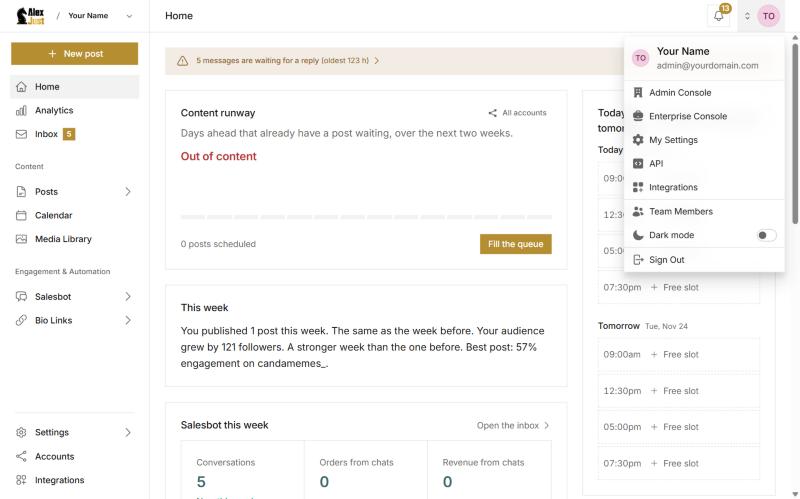 Alex
Just
/ Your Name
Home
13
TO
New post
Home
Analytics
Inbox 5
Content
Posts
Calendar
Media Library
Engagement & Automation
Salesbot
Bio Links
Settings
Accounts
Integrations
5 messages are waiting for a reply (oldest 123 h)
Content runway
All accounts
Days ahead that already have a post waiting, over the next two weeks.
Out of content
0 posts scheduled
Fill the queue
This week
You published 1 post this week. The same as the week before. Your audience
grew by 121 followers. A stronger week than the one before. Best post: 57%
engagement on candamemes_.
Salesbot this week
Open the inbox
Conversations
5
Orders from chats
0
Revenue from chats
0
Today
09:0
12:3
05:0
07:30pm + Free slot
Tomorrow Tue, Nov 24
09:00am + Free slot
12:30pm + Free slot
05:00pm + Free slot
07:30pm + Free slot
TO
Your Name
admin@yourdomain.com
Admin Console
Enterprise Console
My Settings
API
Integrations
Team Members
Dark mode
Sign Out